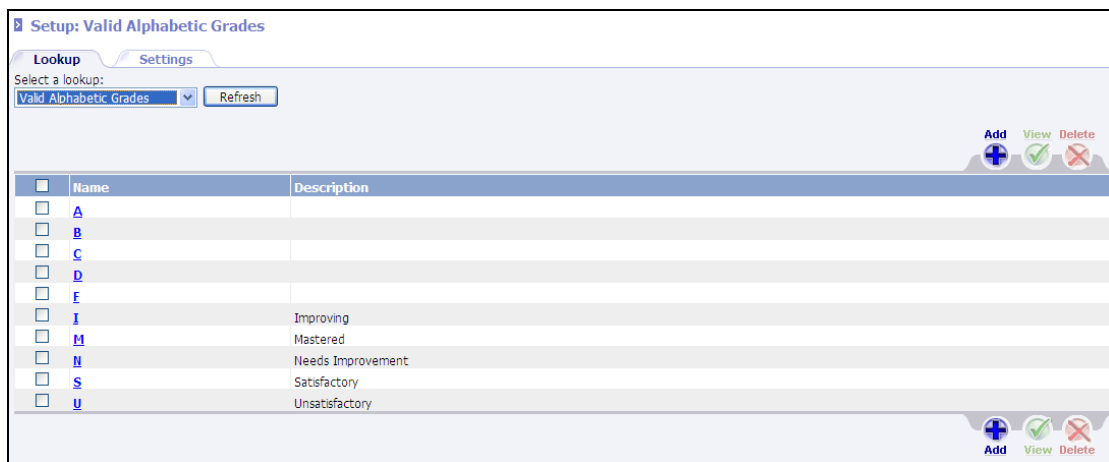 Setup: Valid Alphabetic Grades
Lookup Settings
Select a lookup:
Valid Alphabetic Grades Refresh
Add View Delete
Name Description
A
B
C
D
F
I Improving
M Mastered
N Needs Improvement
S Satisfactory
U Unsatisfactory
Add View Delete